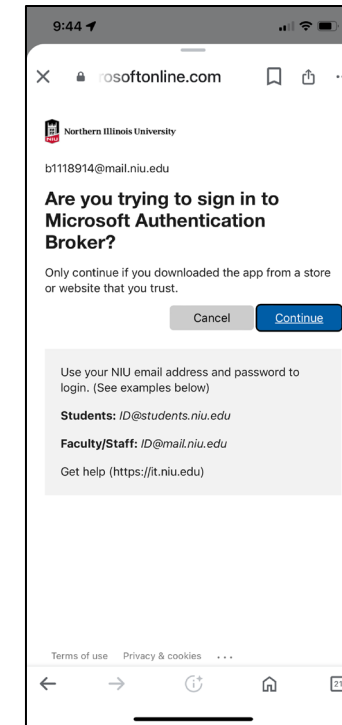 9:44
rosoftonline.com
NIU
Northern Illinois University
b1118914@mail.niu.edu
Are you trying to sign in to
Microsoft Authentication
Broker?
Only continue if you downloaded the app from a store
or website that you trust.
Cancel
Continue
Use your NIU email address and password to
login. (See examples below)
Students: ID@students.niu.edu
Faculty/Staff: ID@mail.niu.edu
Get help (https://it.niu.edu)
Terms of use Privacy & cookies ...
21